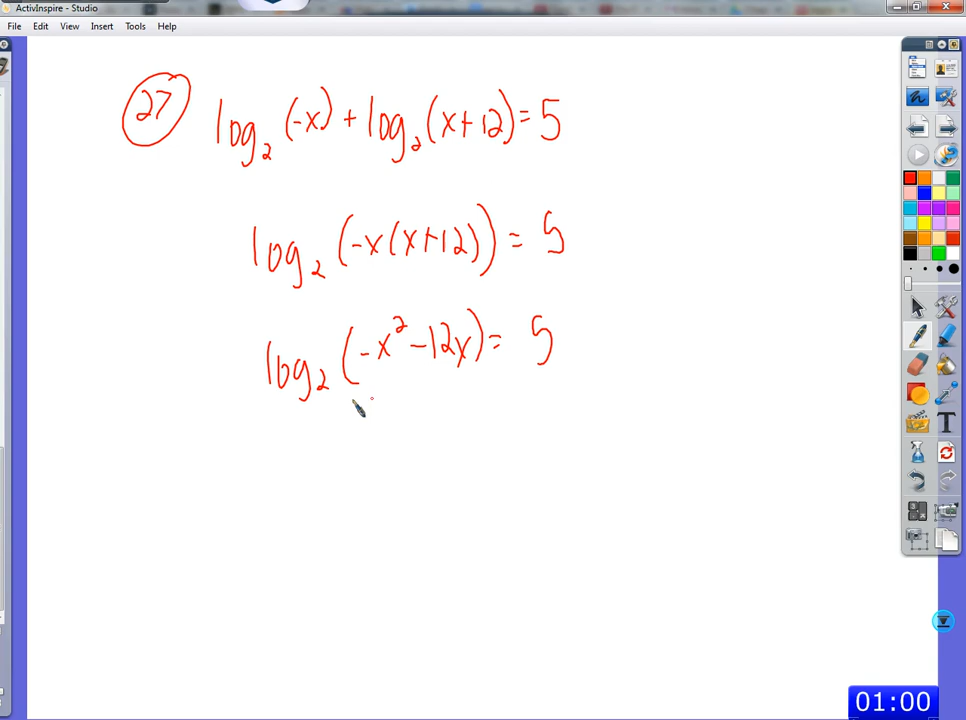 ActivInspire - Studio
File Edit View Insert Tools Help
27 log₂(-x) + log₂(x+12) = 5
log₂(-x(x+12)) = 5
log₂(-x² - 12x) = 5
01:00